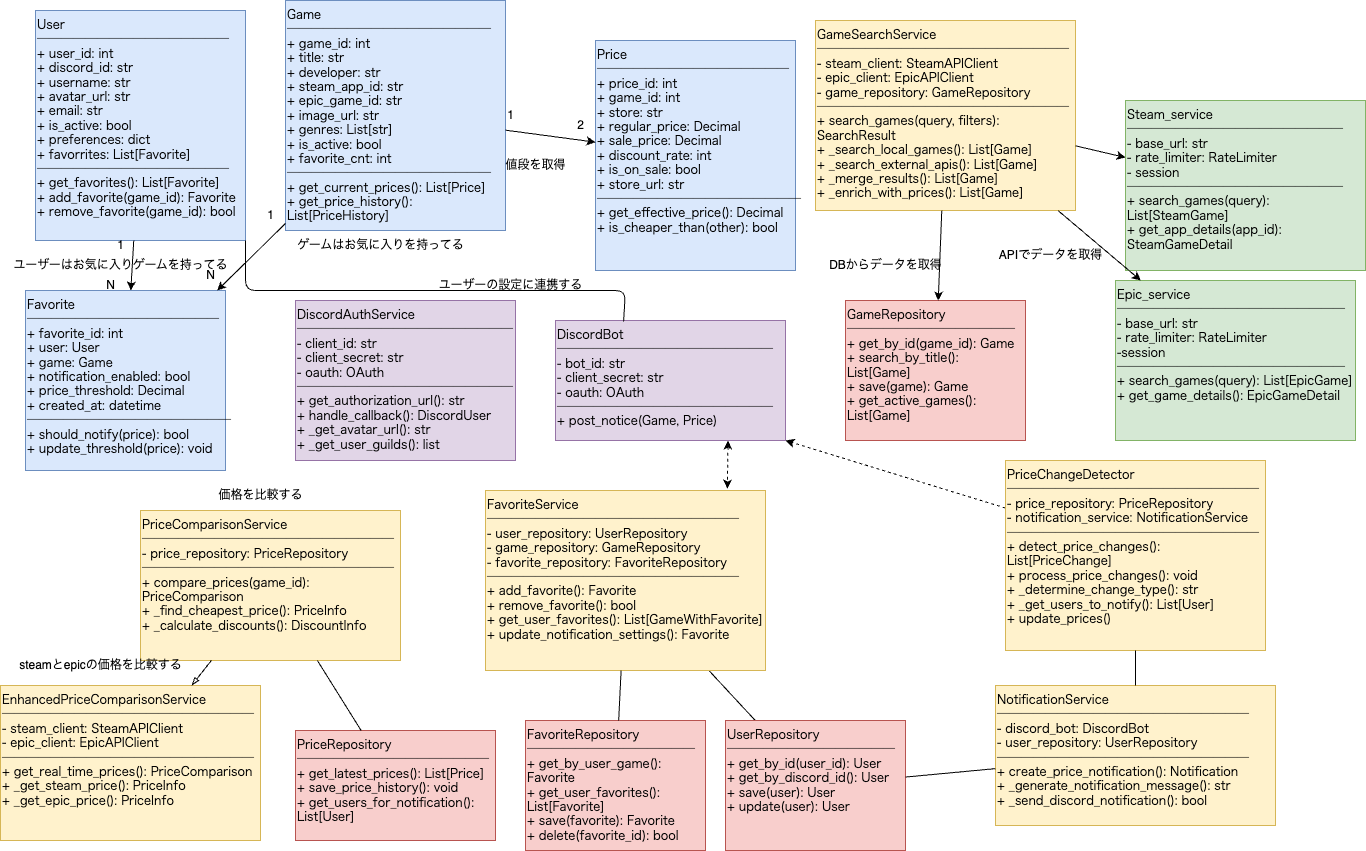 User
+ user_id: int
+ discord_id: str
+ username: str
+ avatar_url: str
+ email: str
+ is_active: bool
+ preferences: dict
+ favorrites: List[Favorite]
+ get_favorites(): List[Favorite]
+ add_favorite(game_id): Favorite
+ remove_favorite(game_id): bool
Game
+ game_id: int
+ title: str
+ developer: str
+ steam_app_id: str
+ epic_game_id: str
+ image_url: str
+ genres: List[str]
+ is_active: bool
+ favorite_cnt: int
+ get_current_prices(): List[Price]
+ get_price_history():
List[PriceHistory]
1
2
値段を取得
Price
+ price_id: int
+ game_id: int
+ store: str
+ regular_price: Decimal
+ sale_price: Decimal
+ discount_rate: int
+ is_on_sale: bool
+ store_url: str
+ get_effective_price(): Decimal
+ is_cheaper_than(other): bool
GameSearchService
- steam_client: SteamAPIClient
- epic_client: EpicAPIClient
- game_repository: GameRepository
+ search_games(query, filters):
SearchResult
+ _search_local_games(): List[Game]
+ _search_external_apis(): List[Game]
+ _merge_results(): List[Game]
+ _enrich_with_prices(): List[Game]
Steam_service
- base_url: str
- rate_limiter: RateLimiter
- session
+ search_games(query):
List[SteamGame]
+ get_app_details(app_id):
SteamGameDetail
1
ユーザーはお気に入りゲームを持ってる
N
1
ゲームはお気に入りを持ってる
N
ユーザーの設定に連携する
DBからデータを取得
APIでデータを取得
Favorite
+ favorite_id: int
+ user: User
+ game: Game
+ notification_enabled: bool
+ price_threshold: Decimal
+ created_at: datetime
+ should_notify(price): bool
+ update_threshold(price): void
DiscordAuthService
- client_id: str
- client_secret: str
- oauth: OAuth
+ get_authorization_url(): str
+ handle_callback(): DiscordUser
+ _get_avatar_url(): str
+ _get_user_guilds(): list
DiscordBot
- bot_id: str
- client_secret: str
- oauth: OAuth
+ post_notice(Game, Price)
GameRepository
+ get_by_id(game_id): Game
+ search_by_title():
List[Game]
+ save(game): Game
+ get_active_games():
List[Game]
Epic_service
- base_url: str
- rate_limiter: RateLimiter
-session
+ search_games(query): List[EpicGame]
+ get_game_details(): EpicGameDetail
価格を比較する
PriceComparisonService
- price_repository: PriceRepository
+ compare_prices(game_id):
PriceComparison
+ _find_cheapest_price(): PriceInfo
+ _calculate_discounts(): DiscountInfo
FavoriteService
- user_repository: UserRepository
- game_repository: GameRepository
- favorite_repository: FavoriteRepository
+ add_favorite(): Favorite
+ remove_favorite(): bool
+ get_user_favorites(): List[GameWithFavorite]
+ update_notification_settings(): Favorite
PriceChangeDetector
- price_repository: PriceRepository
- notification_service: NotificationService
+ detect_price_changes():
List[PriceChange]
+ process_price_changes(): void
+ _determine_change_type(): str
+ _get_users_to_notify(): List[User]
+ update_prices()
steamとepicの価格を比較する
EnhancedPriceComparisonService
- steam_client: SteamAPIClient
- epic_client: EpicAPIClient
+ get_real_time_prices(): PriceComparison
+ _get_steam_price(): PriceInfo
+ _get_epic_price(): PriceInfo
PriceRepository
+ get_latest_prices(): List[Price]
+ save_price_history(): void
+ get_users_for_notification():
List[User]
FavoriteRepository
+ get_by_user_game():
Favorite
+ get_user_favorites():
List[Favorite]
+ save(favorite): Favorite
+ delete(favorite_id): bool
UserRepository
+ get_by_id(user_id): User
+ get_by_discord_id(): User
+ save(user): User
+ update(user): User
NotificationService
- discord_bot: DiscordBot
- user_repository: UserRepository
+ create_price_notification(): Notification
+ _generate_notification_message(): str
+ _send_discord_notification(): bool